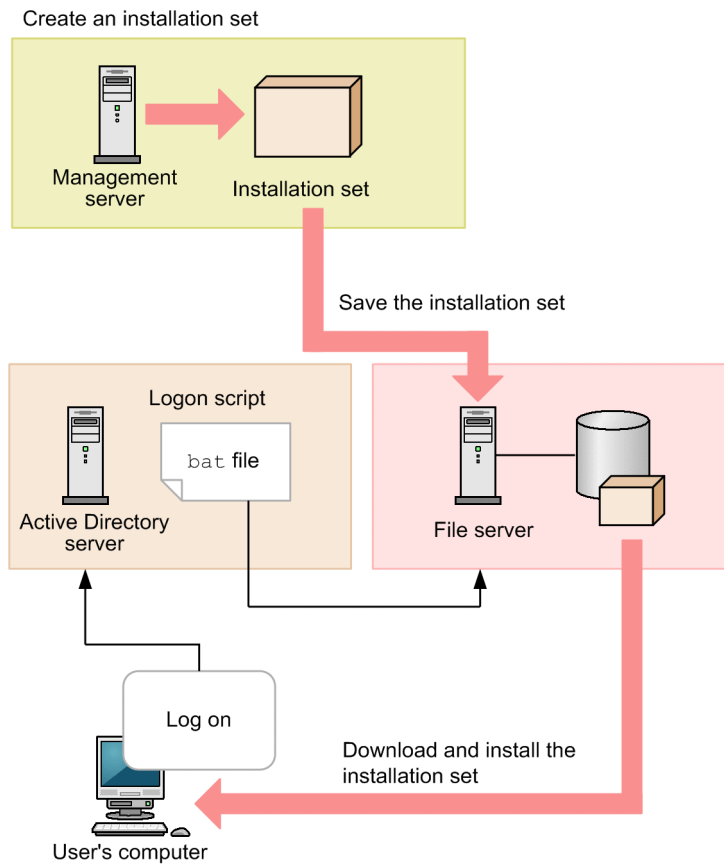 Create an installation set
Management
server
Installation set
Save the installation set
Logon script
bat file
Active Directory
server
File server
Log on
Download and install the
installation set
User's computer